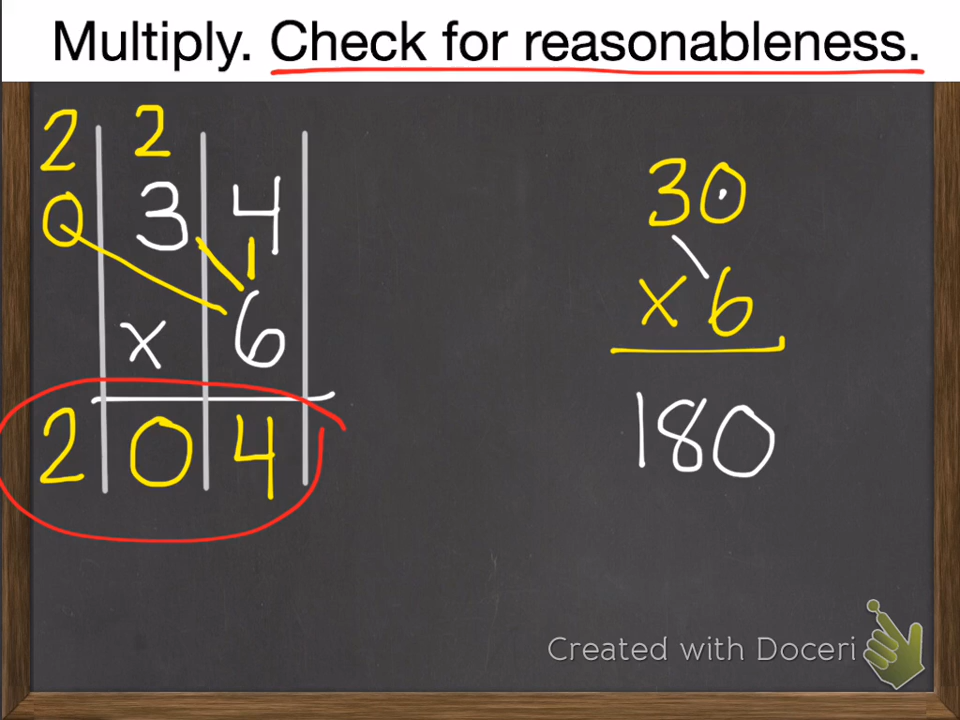 Multiply. Check for reasonableness.
2 2
0 3 4
x 6
2 0 4
30
x 6
180
Created with Doceri